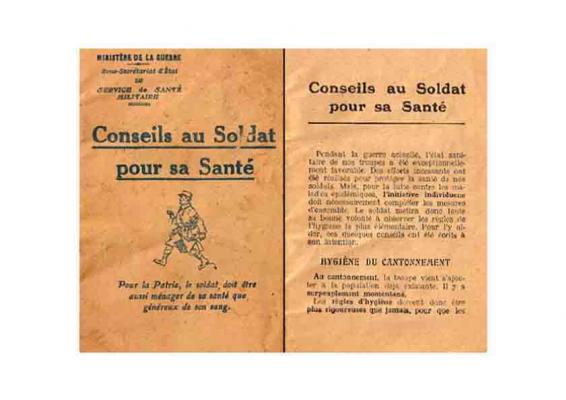 MINISTÈRE DE LA GUERRE
Sous-Secrétariat d'État
DU
SERVICE de SANTÉ
MILITAIRE
Conseils au Soldat
pour sa Santé
Pour la Patrie, le soldat doit être
aussi ménager de sa santé que
généreux de son sang.
Conseils au Soldat
pour sa Santé
Pendant la guerre actuelle, l'état sani-
taire de nos troupes a été exceptionnelle-
ment favorable. Des efforts incessants ont
été réalisés pour protéger la santé de nos
soldats. Mais, pour la lutte contre les ma-
ladies épidémiques, l'initiative individuelle
doit nécessairement compléter les mesures
d'ensemble. Le soldat mettra donc toute
sa bonne volonté à observer les règles de
l'hygiène la plus élémentaire. Pour l'y ai-
der, ces quelques conseils ont été écrits à
son intention.
HYGIÈNE DU CANTONNEMENT
Au cantonnement, la troupe vient s'ajou-
ter à la population déjà existante. Il y a
surpeuplement momentané.
Les règles d'hygiène doivent donc être
plus rigoureuses que jamais, pour que les